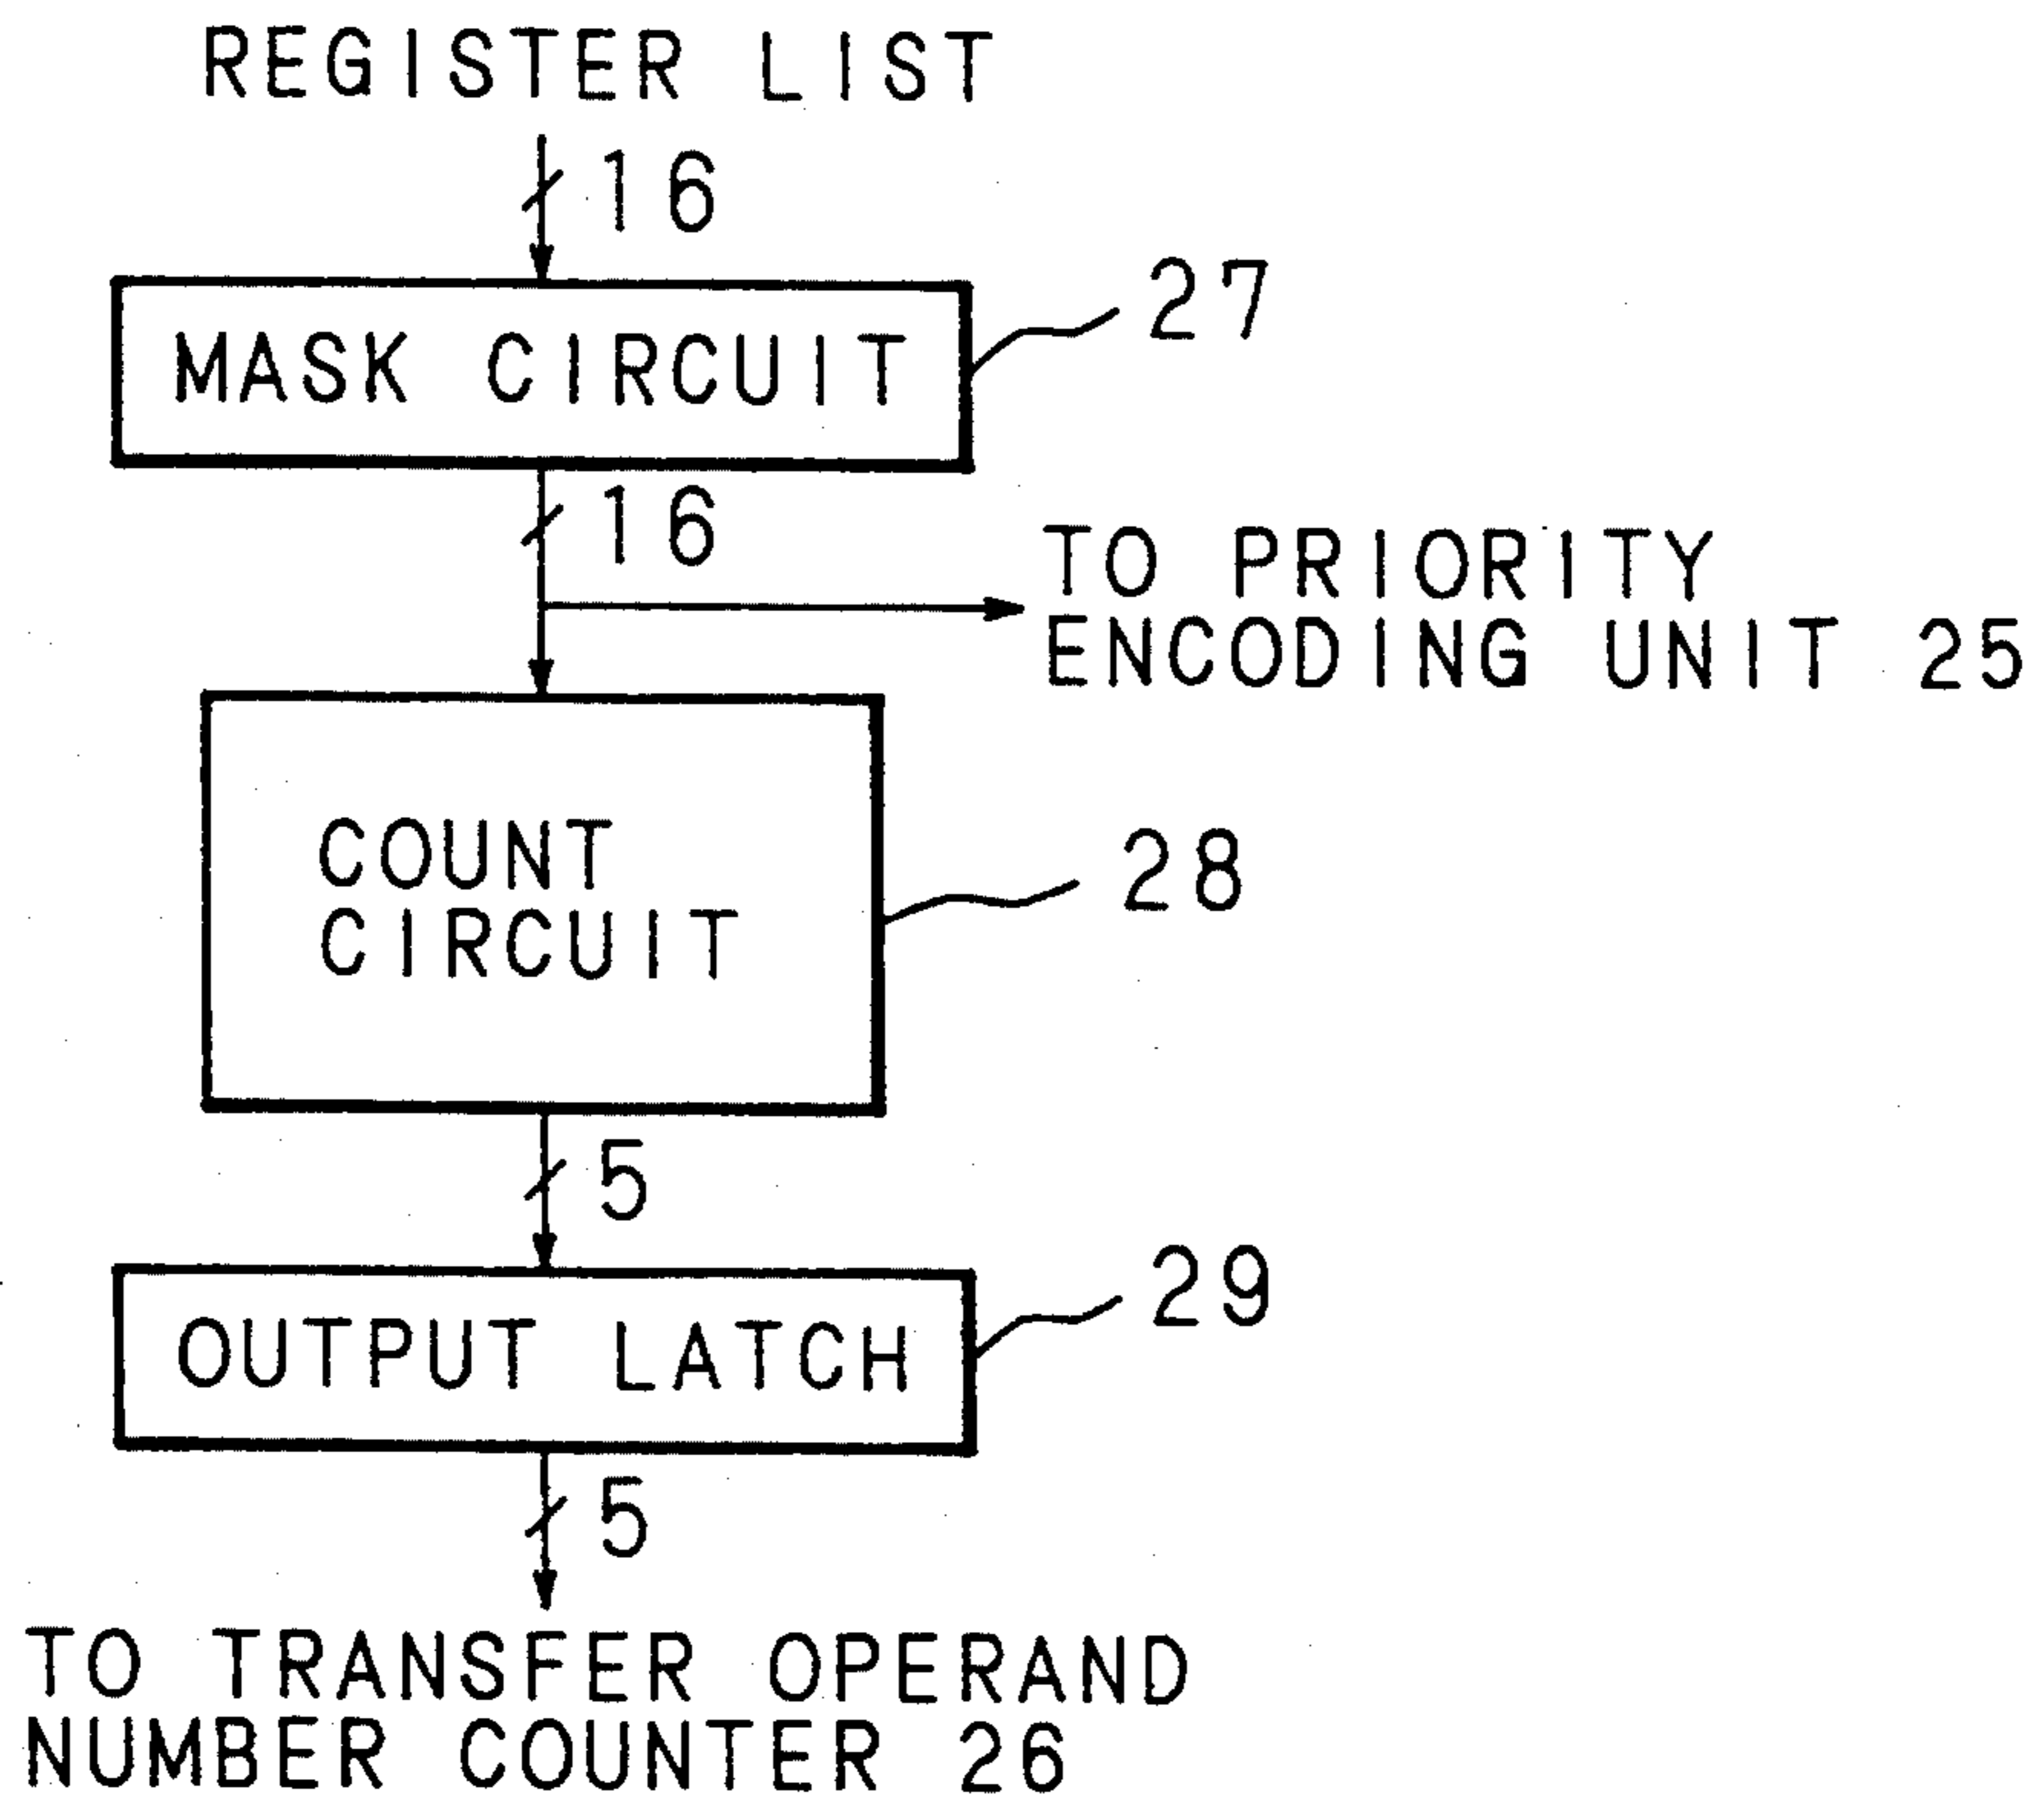 REGISTER LIST
16
27
MASK CIRCUIT
16
TO PRIORITY
ENCODING UNIT 25
COUNT
CIRCUIT
28
5
29
OUTPUT LATCH
5
TO TRANSFER OPERAND
NUMBER COUNTER 26